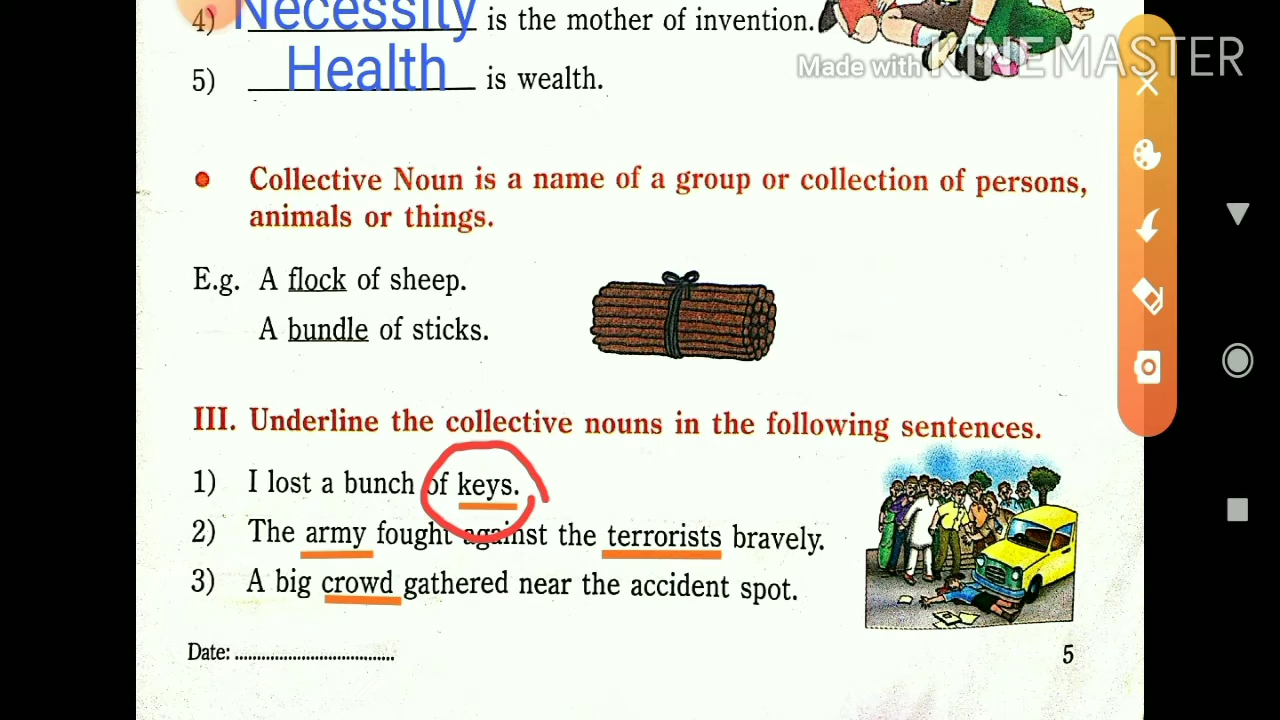 4) Necessity is the mother of invention.
Made with KINEMASTER
5) Health is wealth.
• Collective Noun is a name of a group or collection of persons,
animals or things.
E.g. A flock of sheep.
A bundle of sticks.
III. Underline the collective nouns in the following sentences.
1) I lost a bunch of keys.
2) The army fought against the terrorists bravely.
3) A big crowd gathered near the accident spot.
Date: ....................................
5